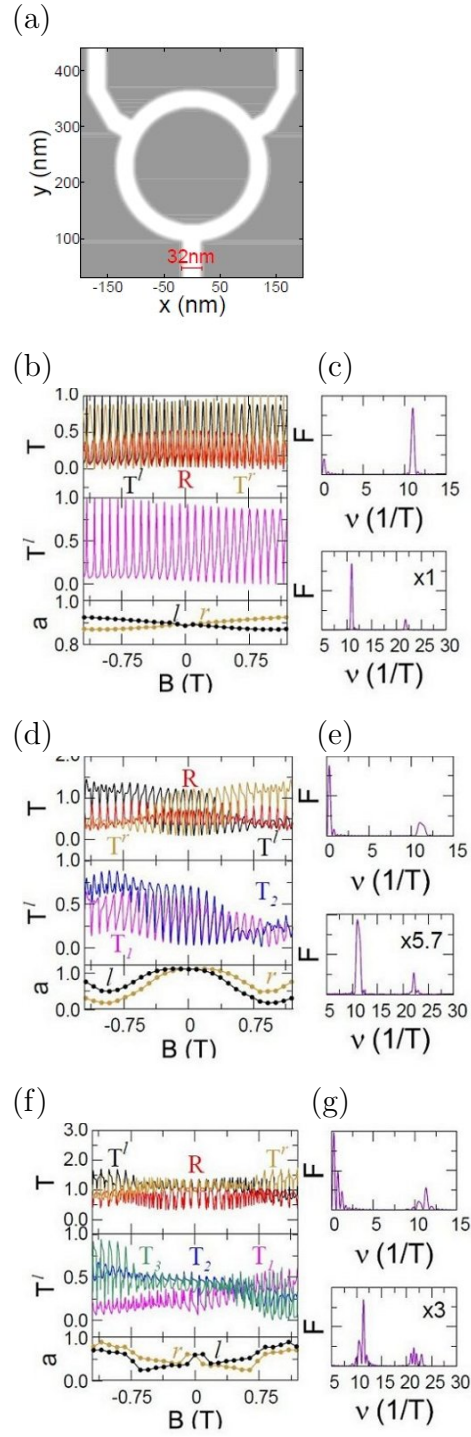 (a)
400
300
200
100
y (nm)
32nm
-150 -50 50 150
x (nm)
(b) (c)
1.0
0.5
0.0
T
T^l R T^r
1.0
0.5
0.0
T^l
1.0
0.8
a
l r
-0.75 0 0.75
B (T)
F
0 5 10 15
ν (1/T)
F
x1
5 10 15 20 25 30
ν (1/T)
(d) (e)
2.0
1.0
0.0
T
R
T^r T^l
1.0
0.5
0.0
T^l
T_2
T_1
1.0
0.5
0.0
a
l r
-0.75 0 0.75
B (T)
F
0 5 10 15
ν (1/T)
F
x5.7
5 10 15 20 25 30
ν (1/T)
(f) (g)
3.0
2.0
1.0
0.0
T
T^l R T^r
1.0
0.5
0.0
T^l
T_3 T_2 T_1
1.0
0.5
0.0
a
r l
-0.75 0 0.75
B (T)
F
0 5 10 15
ν (1/T)
F
x3
5 10 15 20 25 30
ν (1/T)